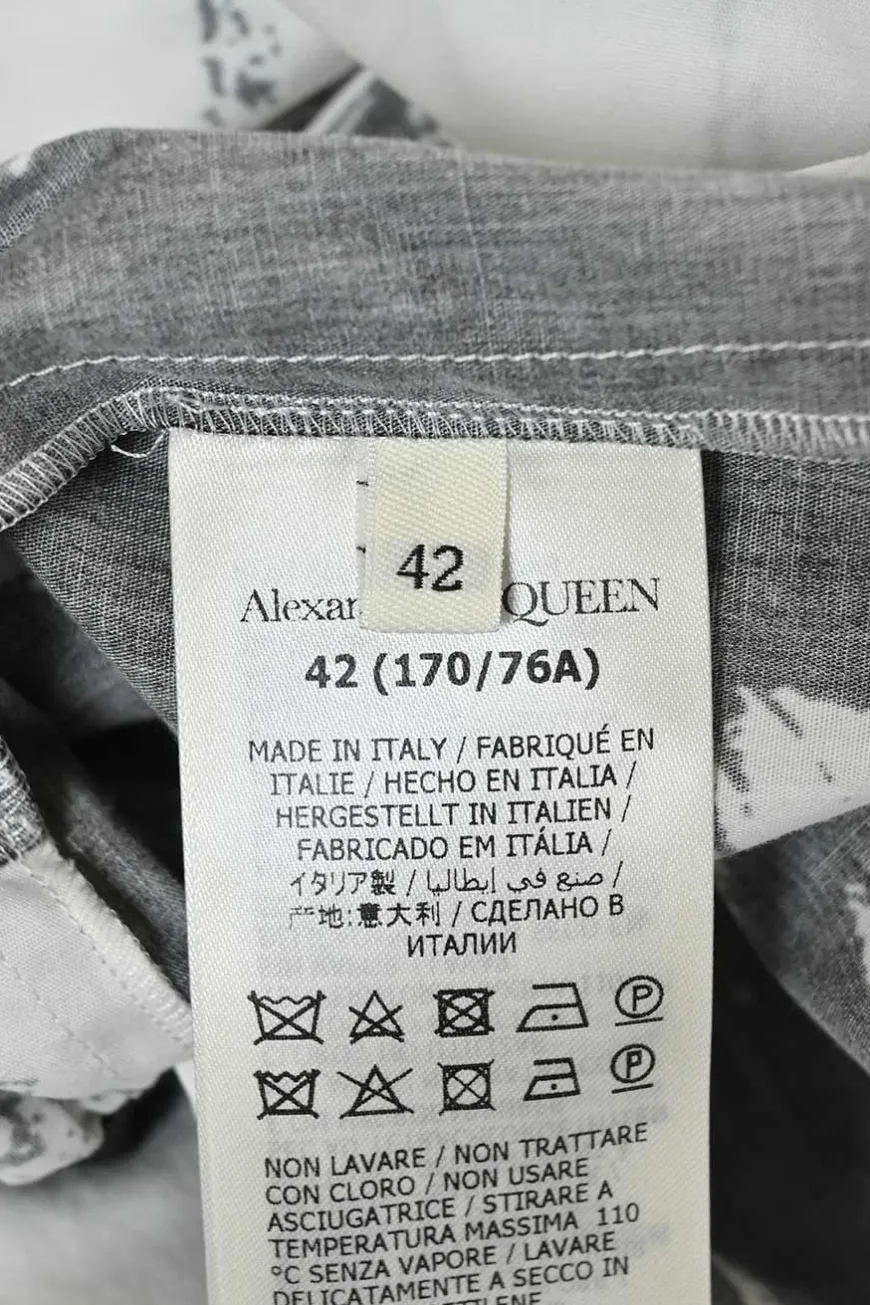 42
Alexan QUEEN
42 (170/76A)
MADE IN ITALY / FABRIQUÉ EN
ITALIE / HECHO EN ITALIA /
HERGESTELLT IN ITALIEN /
FABRICADO EM ITÁLIA /
イタリア製 / صنع في إيطاليا /
产地:意大利 / СДЕЛАНО В
ИТАЛИИ
P
P
NON LAVARE / NON TRATTARE
CON CLORO / NON USARE
ASCIUGATRICE / STIRARE A
TEMPERATURA MASSIMA 110
°C SENZA VAPORE / LAVARE
DELICATAMENTE A SECCO IN